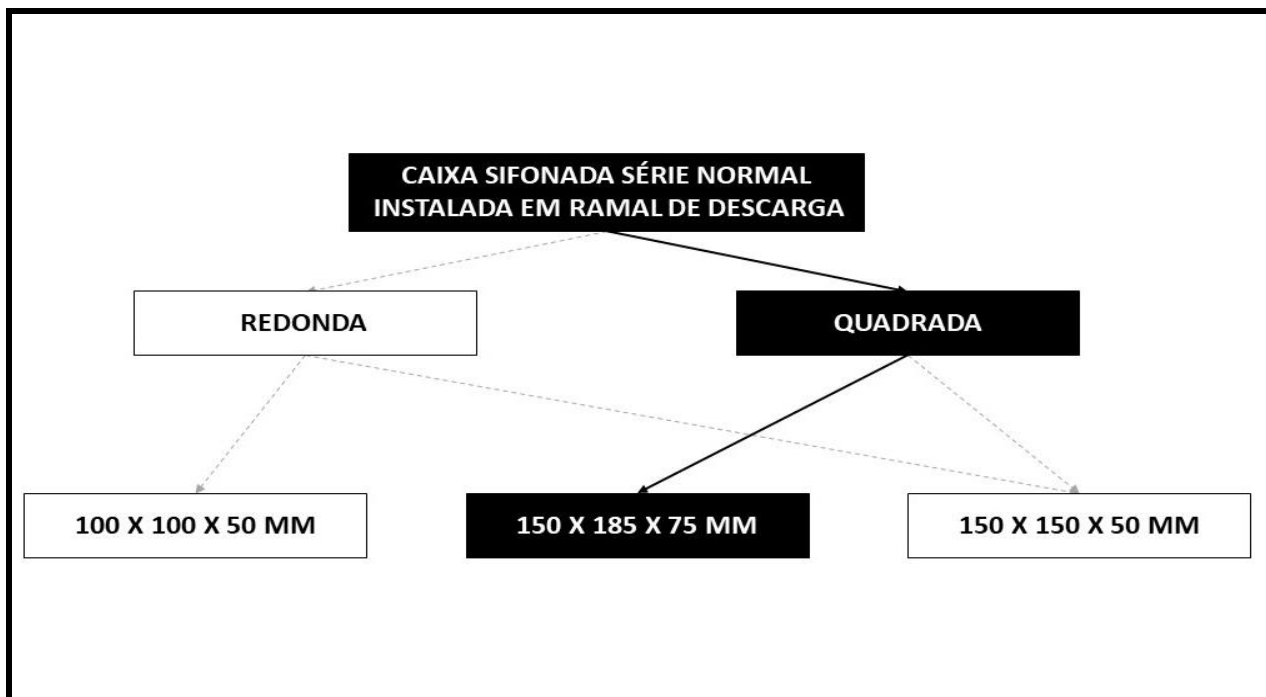 CAIXA SIFONADA SÉRIE NORMAL
INSTALADA EM RAMAL DE DESCARGA
REDONDA
QUADRADA
100 X 100 X 50 MM
150 X 185 X 75 MM
150 X 150 X 50 MM